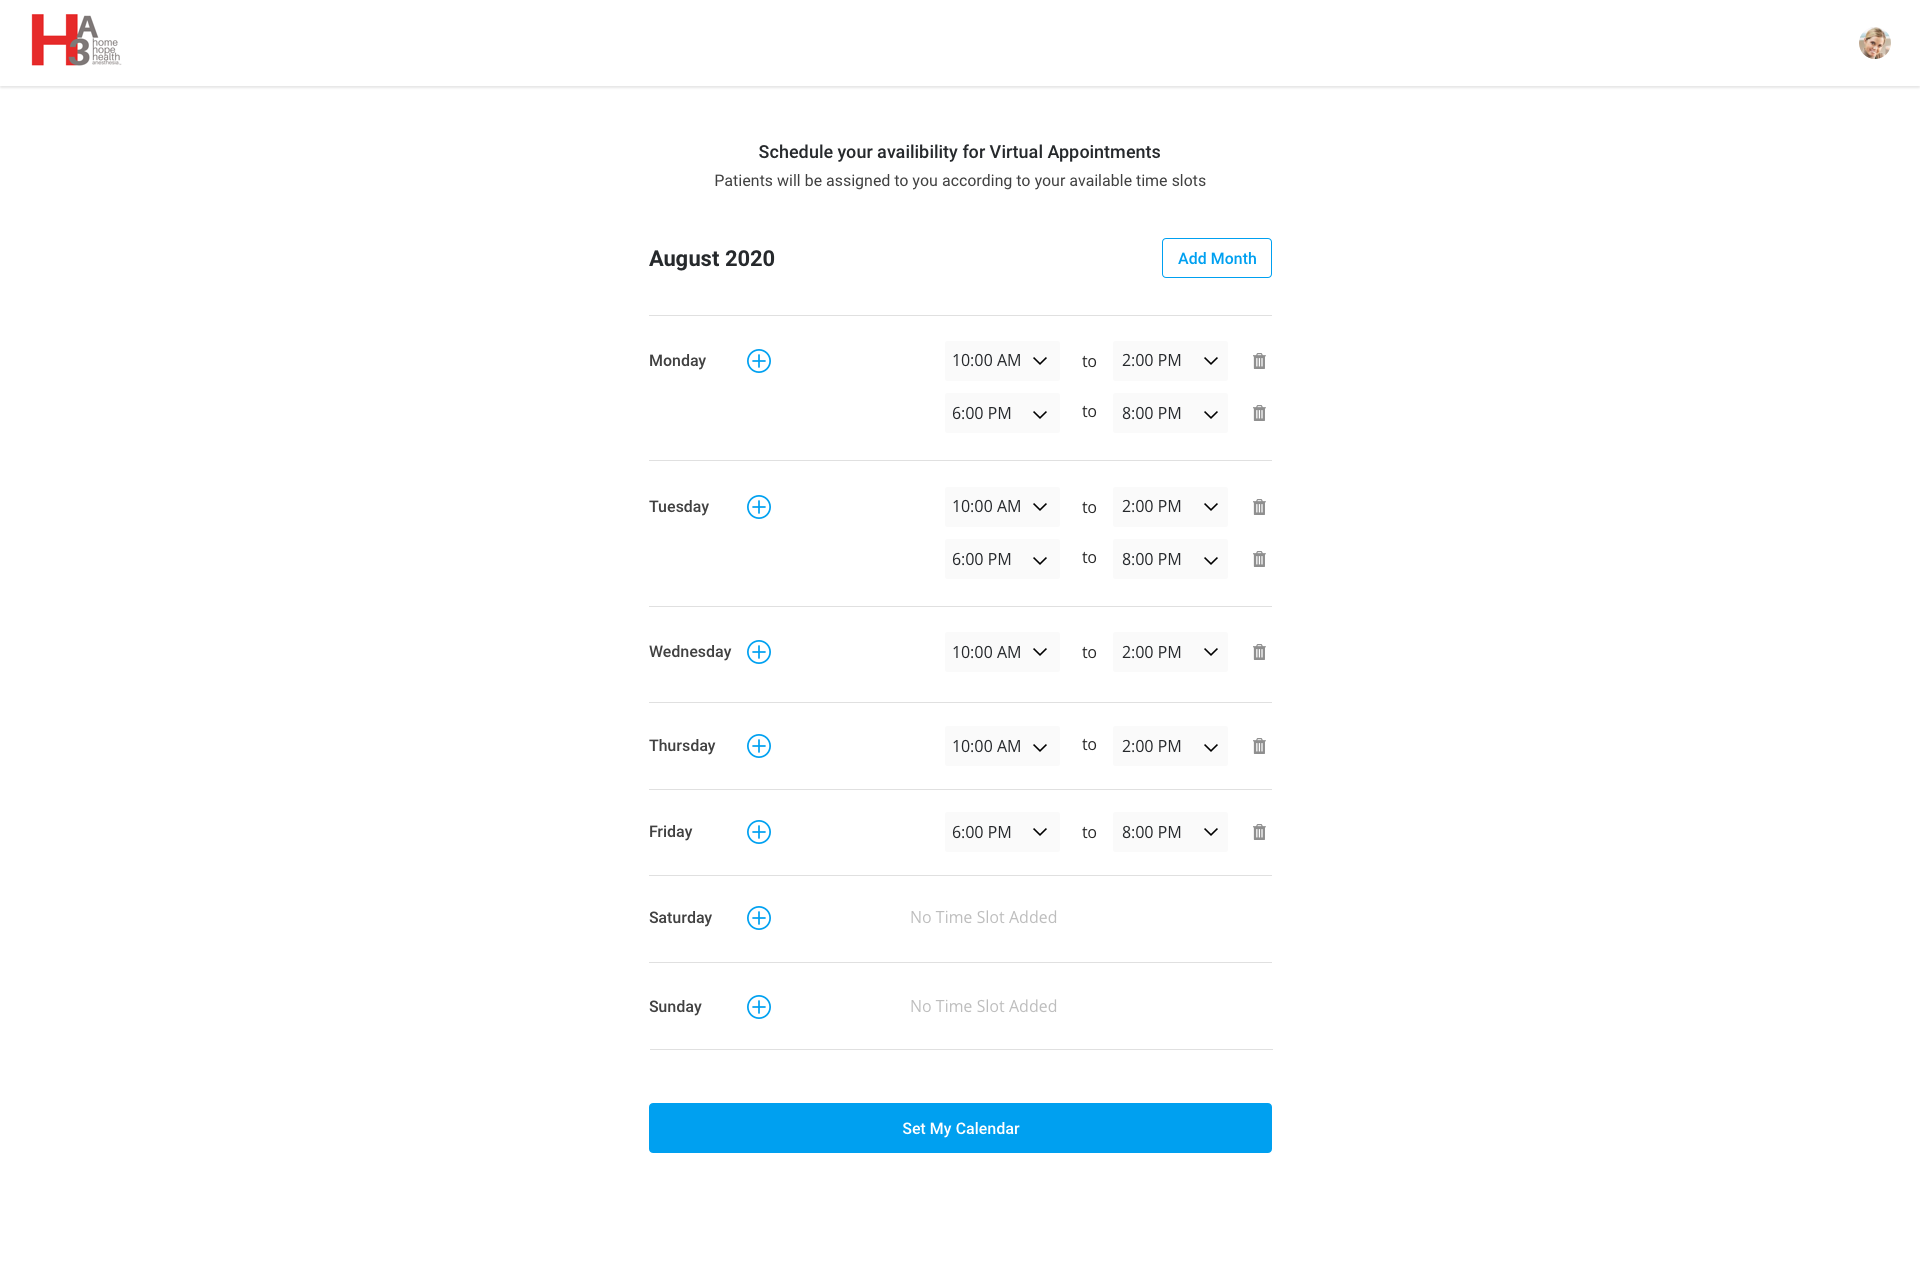 HA3
home
hope
health
anesthesia
Schedule your availibility for Virtual Appointments
Patients will be assigned to you according to your available time slots
August 2020
Add Month
Monday 10:00 AM to 2:00 PM
6:00 PM to 8:00 PM
Tuesday 10:00 AM to 2:00 PM
6:00 PM to 8:00 PM
Wednesday 10:00 AM to 2:00 PM
Thursday 10:00 AM to 2:00 PM
Friday 6:00 PM to 8:00 PM
Saturday No Time Slot Added
Sunday No Time Slot Added
Set My Calendar